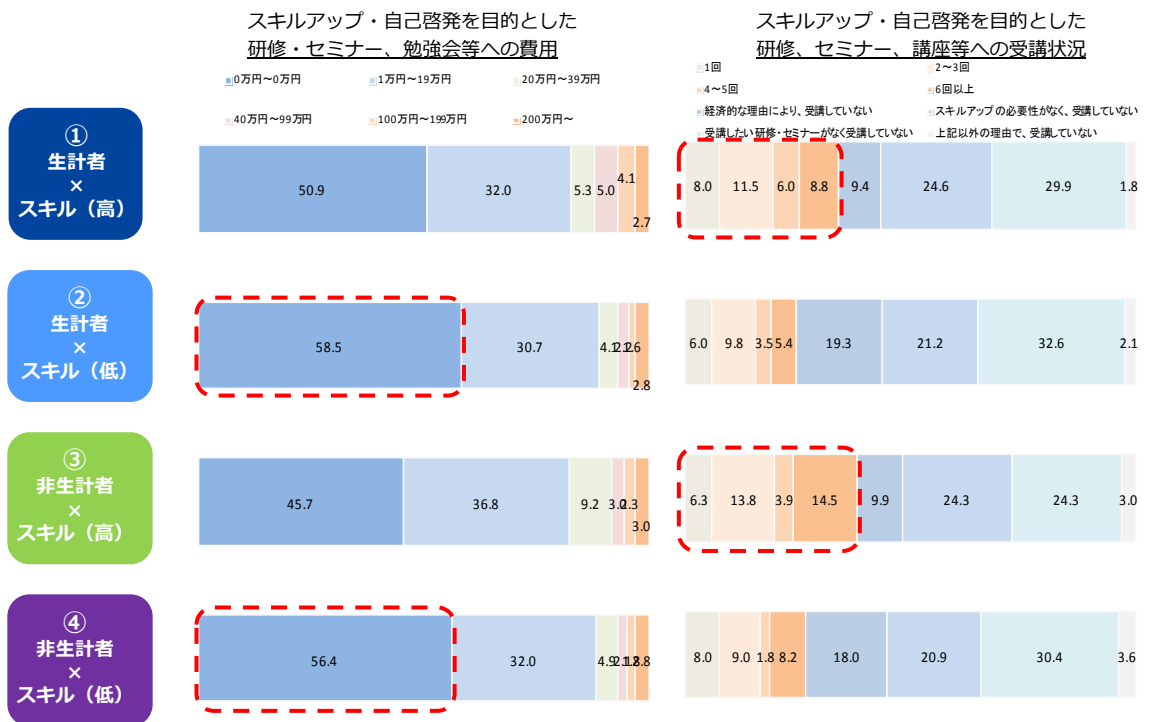 スキルアップ・自己啓発を目的とした
研修・セミナー、勉強会等への費用
0万円～0万円
1万円～19万円
20万円～39万円
40万円～99万円
100万円～199万円
200万円～
スキルアップ・自己啓発を目的とした
研修、セミナー、講座等への受講状況
1回
2～3回
4～5回
6回以上
経済的な理由により、受講していない
スキルアップの必要性がなく、受講していない
受講したい研修・セミナーがなく受講していない
上記以外の理由で、受講していない
①
生計者
×
スキル（高）
50.9 32.0 5.3 5.0 4.1 2.7
8.0 11.5 6.0 8.8 9.4 24.6 29.9 1.8
②
生計者
×
スキル（低）
58.5 30.7 4.1 2.1 2.8
6.0 9.8 3.5 5.4 19.3 21.2 32.6 2.1
③
非生計者
×
スキル（高）
45.7 36.8 9.2 3.0 2.3 3.0
6.3 13.8 3.9 14.5 9.9 24.3 24.3 3.0
④
非生計者
×
スキル（低）
56.4 32.0 4.9 2.1
8.0 9.0 1.8 8.2 18.0 20.9 30.4 3.6